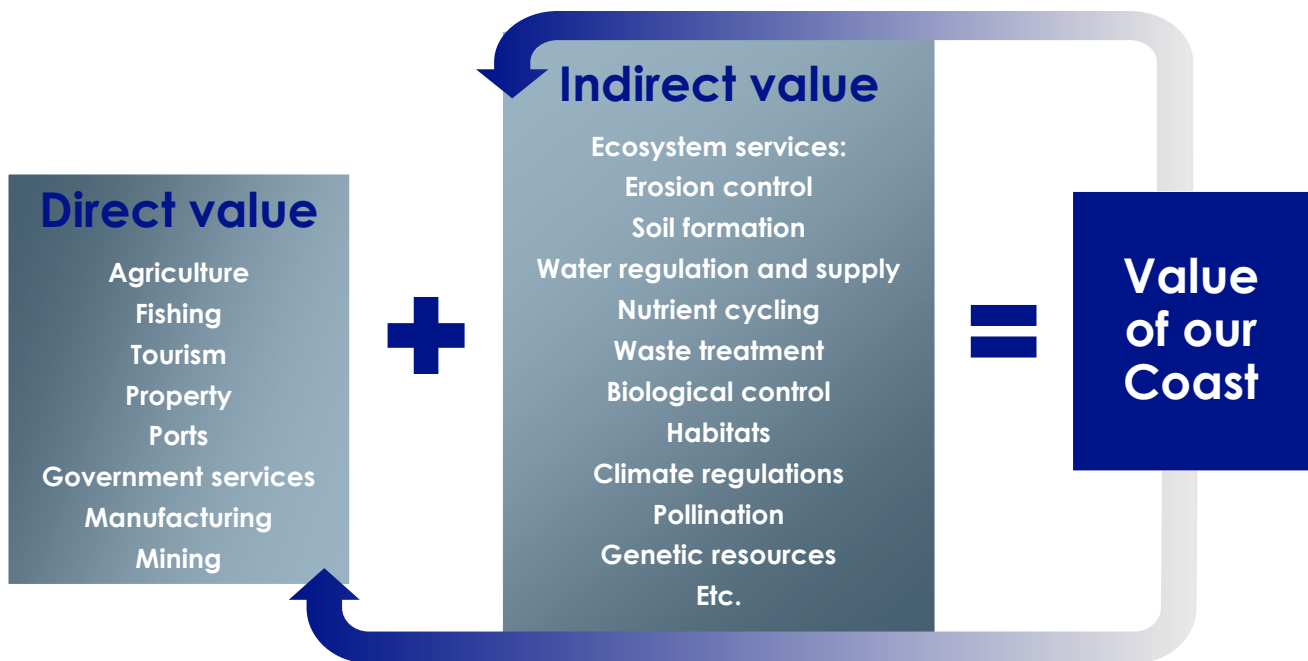 Direct value
Agriculture
Fishing
Tourism
Property
Ports
Government services
Manufacturing
Mining
+
Indirect value
Ecosystem services:
Erosion control
Soil formation
Water regulation and supply
Nutrient cycling
Waste treatment
Biological control
Habitats
Climate regulations
Pollination
Genetic resources
Etc.
=
Value
of our
Coast